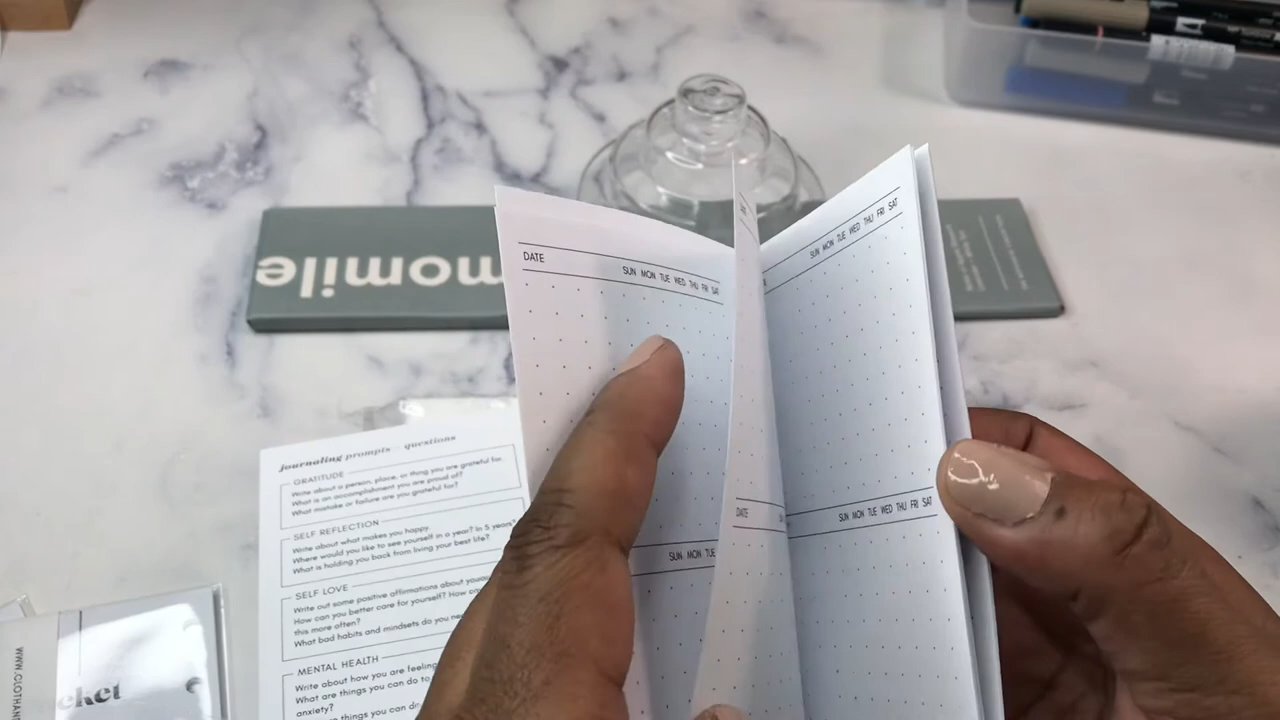 momile
DATE
SUN MON TUE WED THU FRI SAT
SUN MON TUE
DATE
SUN MON TUE WED THU FRI SAT
SUN MON TUE WED THU FRI SAT
journaling prompts questions
GRATITUDE
Write about a person, place, or thing you are grateful for.
What is an accomplishment you are proud of?
What mistake or failure are you grateful for?
SELF REFLECTION
Write about what makes you happy.
Where would you like to see yourself in a year? In 5 years?
What is holding you back from living your best life?
SELF LOVE
Write out some positive affirmations about
How can you better care for yourself? How
this more often?
What bad habits and mindsets do you
MENTAL HEALTH
Write about how you are feeling
What are things you can do to
anxiety?
things you can
cket